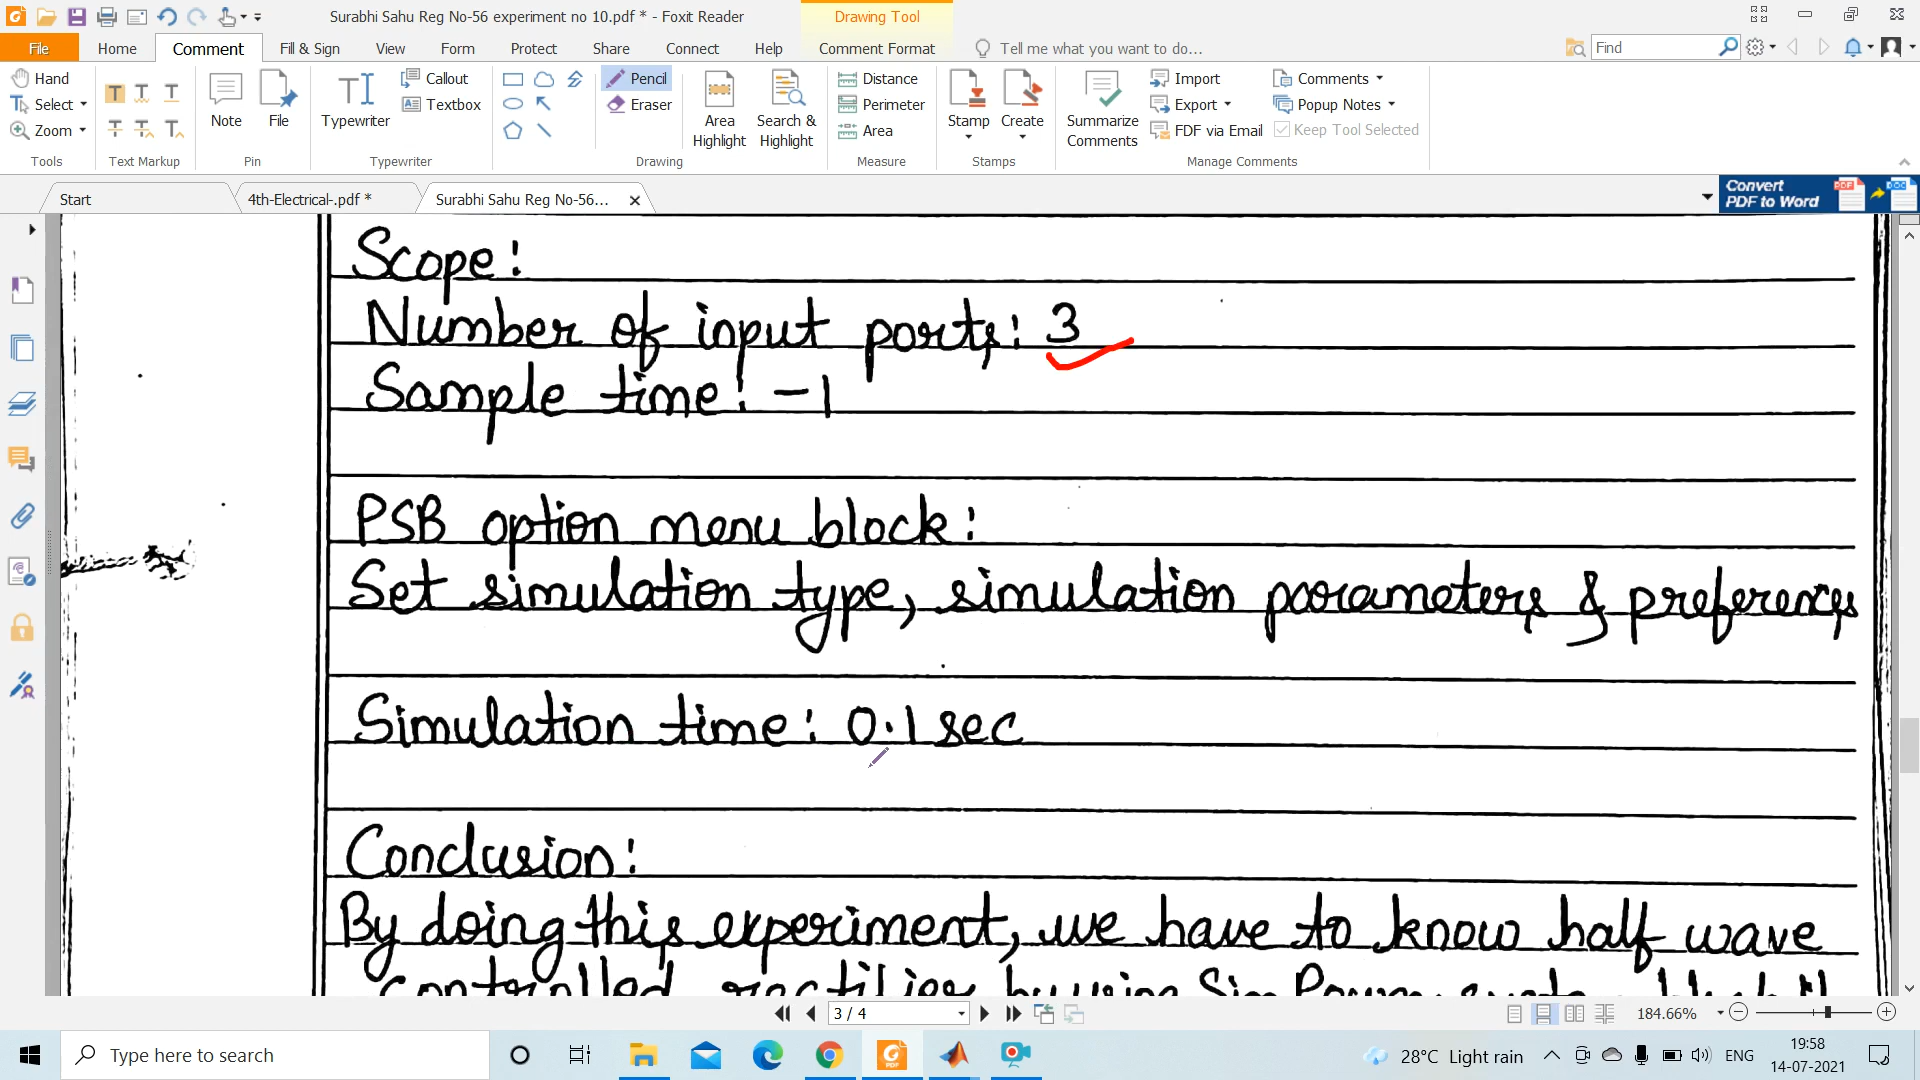 Surabhi Sahu Reg No-56 experiment no 10.pdf * - Foxit Reader
Drawing Tool
File Home Comment Fill & Sign View Form Protect Share Connect Help Comment Format Tell me what you want to do... Find
Hand
Select
Zoom
Tools
Text Markup
Note
File
Pin
Typewriter
Callout
Textbox
Typewriter
Pencil
Eraser
Area Highlight
Search & Highlight
Drawing
Distance
Perimeter
Area
Measure
Stamp
Create
Stamps
Summarize Comments
Import
Export
FDF via Email
Comments
Popup Notes
Keep Tool Selected
Manage Comments
Start 4th-Electrical-.pdf * Surabhi Sahu Reg No-56...
Convert
PDF to Word
Scope:
Number of input ports: 3
Sample time: -1
PSB option menu block:
Set simulation type, simulation parameters & preferences
Simulation time: 0.1 sec
Conclusion:
By doing this experiment, we have to know half wave
controlled rectifier by using SimPower
3 / 4 184.66%
Type here to search
28°C Light rain ENG
19:58
14-07-2021